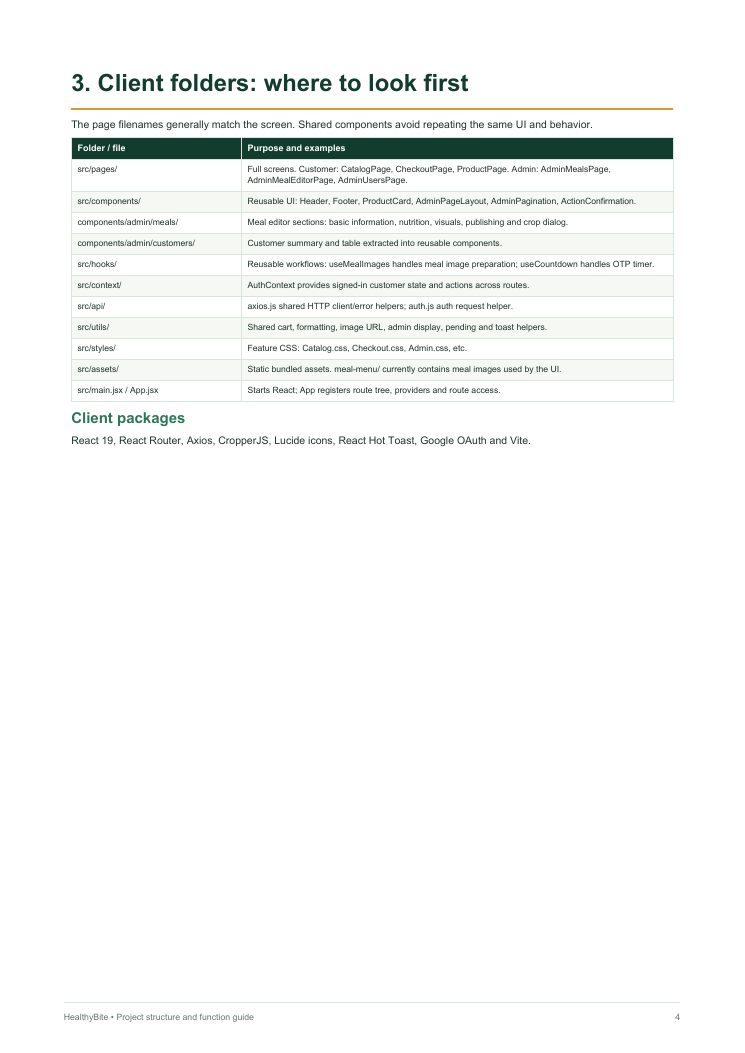 3. Client folders: where to look first
The page filenames generally match the screen. Shared components avoid repeating the same UI and behavior.
Folder / file Purpose and examples
src/pages/ Full screens. Customer: CatalogPage, CheckoutPage, ProductPage. Admin: AdminMealsPage,
AdminMealEditorPage, AdminUsersPage.
src/components/ Reusable UI: Header, Footer, ProductCard, AdminPageLayout, AdminPagination, ActionConfirmation.
components/admin/meals/ Meal editor sections: basic information, nutrition, visuals, publishing and crop dialog.
components/admin/customers/ Customer summary and table extracted into reusable components.
src/hooks/ Reusable workflows: useMealImages handles meal image preparation; useCountdown handles OTP timer.
src/context/ AuthContext provides signed-in customer state and actions across routes.
src/api/ axios.js shared HTTP client/error helpers; auth.js auth request helper.
src/utils/ Shared cart, formatting, image URL, admin display, pending and toast helpers.
src/styles/ Feature CSS: Catalog.css, Checkout.css, Admin.css, etc.
src/assets/ Static bundled assets. meal-menu/ currently contains meal images used by the UI.
src/main.jsx / App.jsx Starts React; App registers route tree, providers and route access.
Client packages
React 19, React Router, Axios, CropperJS, Lucide icons, React Hot Toast, Google OAuth and Vite.
HealthyBite • Project structure and function guide 4